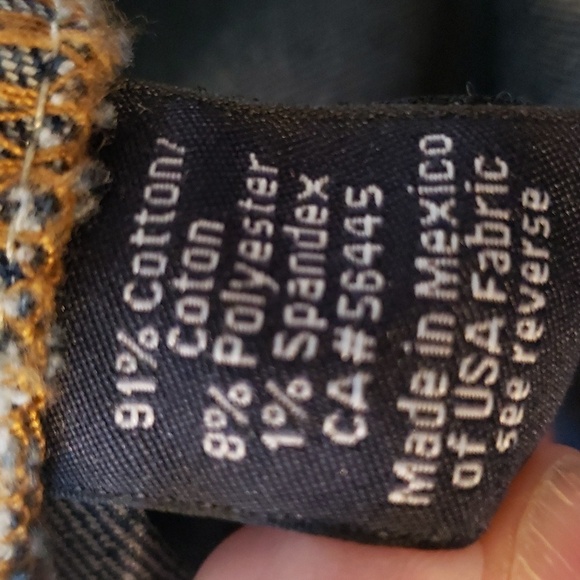 91% Cotton/
Coton
8% Polyester
1% Spandex
CA#56445
Made in Mexico
of USA Fabric
see reverse